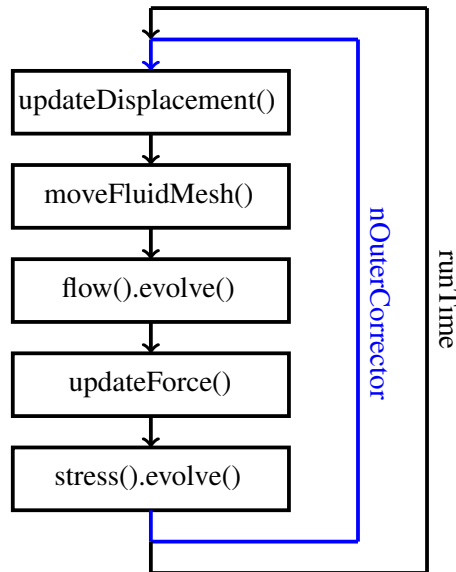 updateDisplacement()
moveFluidMesh()
flow().evolve()
updateForce()
stress().evolve()
nOuterCorrector
runTime